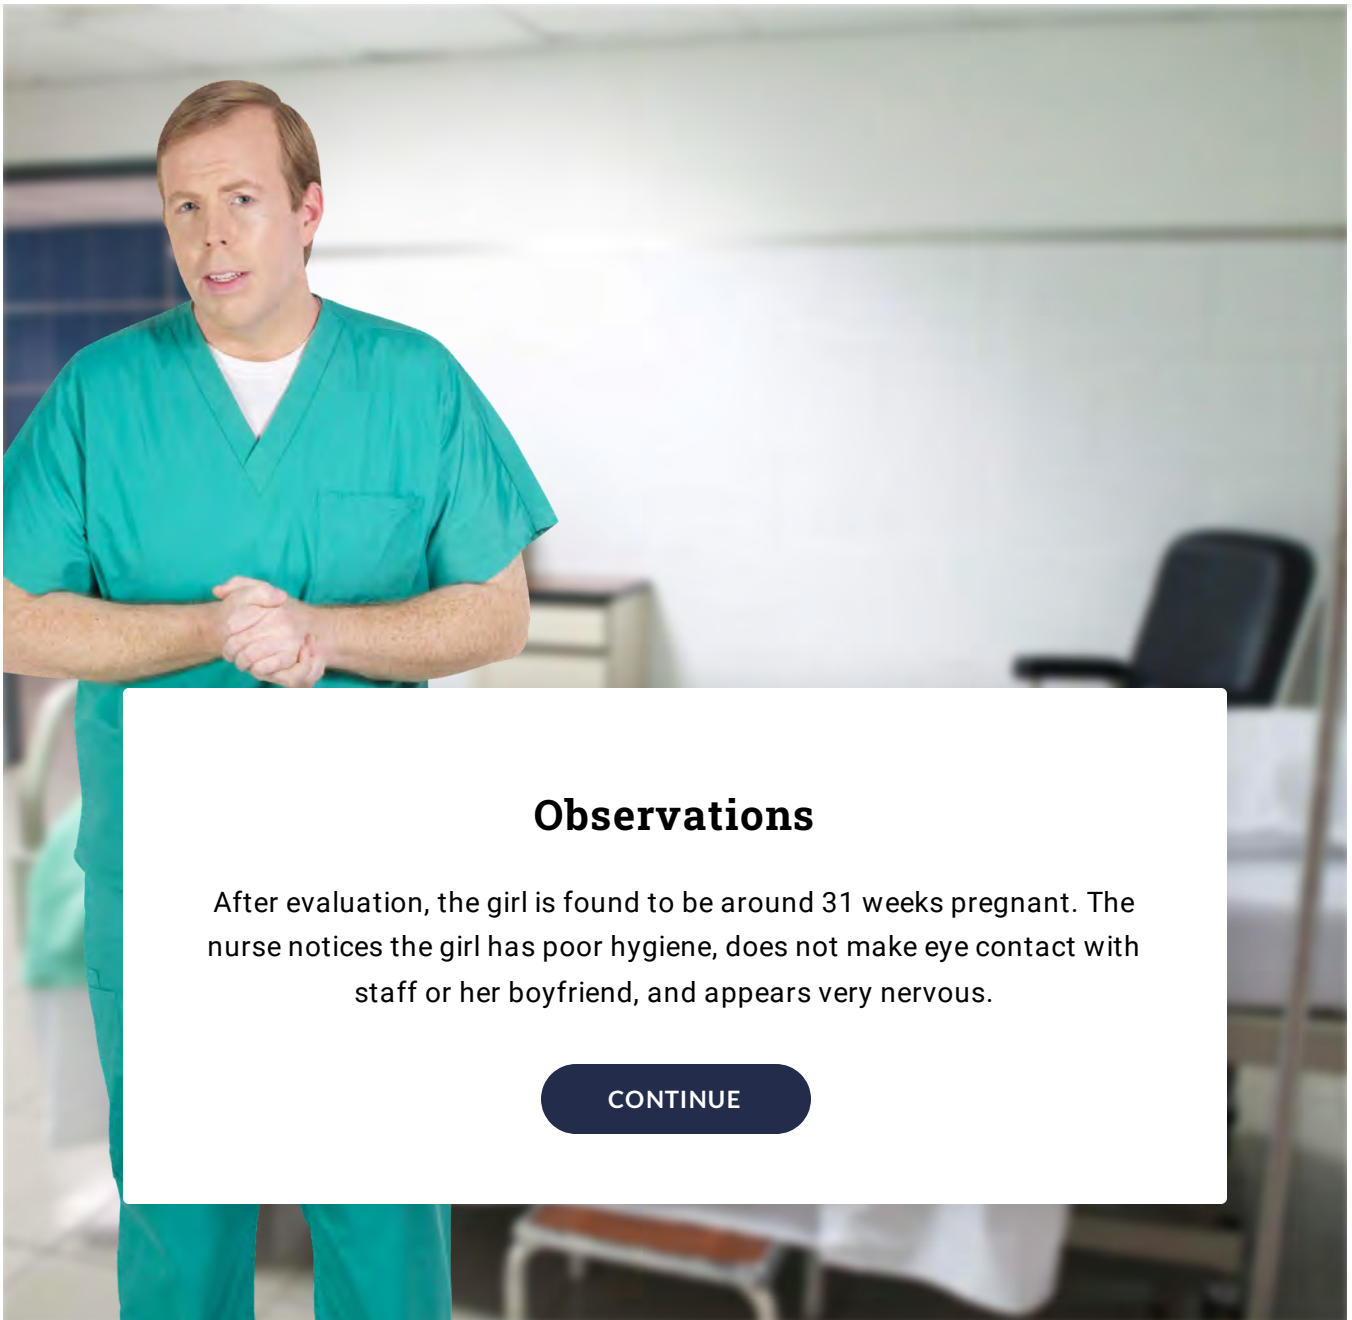 Observations
After evaluation, the girl is found to be around 31 weeks pregnant. The
nurse notices the girl has poor hygiene, does not make eye contact with
staff or her boyfriend, and appears very nervous.
CONTINUE